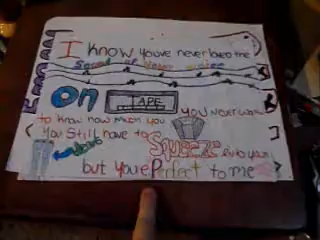 I know you've never loved the
Sound of your voice
on TAPE
you never want
to know how much you
You still have to SQUEEZE into your
Jeans
but you'e Perfect to me